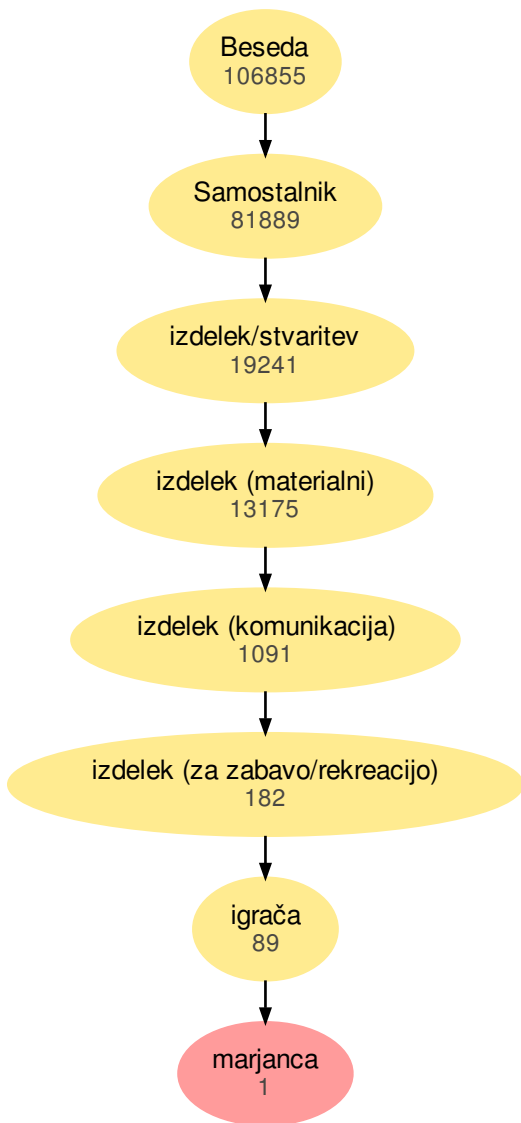 Beseda
106855
Samostalnik
81889
izdelek/stvaritev
19241
izdelek (materialni)
13175
izdelek (komunikacija)
1091
izdelek (za zabavo/rekreacijo)
182
igrača
89
marjanca
1